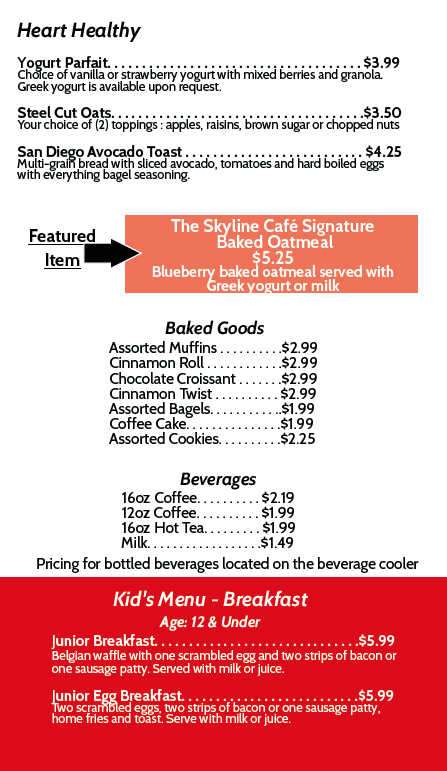 Heart Healthy
Yogurt Parfait. . . . . . . . . . . . . . . . . . . . . . . . . . . . . . . . . . . . . $3.99
Choice of vanilla or strawberry yogurt with mixed berries and granola.
Greek yogurt is available upon request.
Steel Cut Oats. . . . . . . . . . . . . . . . . . . . . . . . . . . . . . . . . . . . .$3.50
Your choice of (2) toppings : apples, raisins, brown sugar or chopped nuts
San Diego Avocado Toast . . . . . . . . . . . . . . . . . . . . . . . . . . $4.25
Multi-grain bread with sliced avocado, tomatoes and hard boiled eggs
with everything bagel seasoning.
Featured
Item
The Skyline Café Signature
Baked Oatmeal
$5.25
Blueberry baked oatmeal served with
Greek yogurt or milk
Baked Goods
Assorted Muffins . . . . . . . . . .$2.99
Cinnamon Roll . . . . . . . . . . . .$2.99
Chocolate Croissant . . . . . . .$2.99
Cinnamon Twist . . . . . . . . . . $2.99
Assorted Bagels. . . . . . . . . . ..$1.99
Coffee Cake. . . . . . . . . . . . . . .$1.99
Assorted Cookies. . . . . . . . . .$2.25
Beverages
16oz Coffee. . . . . . . . . . $2.19
12oz Coffee. . . . . . . . . . $1.99
16oz Hot Tea. . . . . . . . . $1.99
Milk. . . . . . . . . . . . . . . . .$1.49
Pricing for bottled beverages located on the beverage cooler
Kid's Menu - Breakfast
Age: 12 & Under
Junior Breakfast. . . . . . . . . . . . . . . . . . . . . . . . . . . . .$5.99
Belgian waffle with one scrambled egg and two strips of bacon or
one sausage patty. Served with milk or juice.
Junior Egg Breakfast. . . . . . . . . . . . . . . . . . . . . . . . .$5.99
Two scrambled eggs, two strips of bacon or one sausage patty,
home fries and toast. Serve with milk or juice.